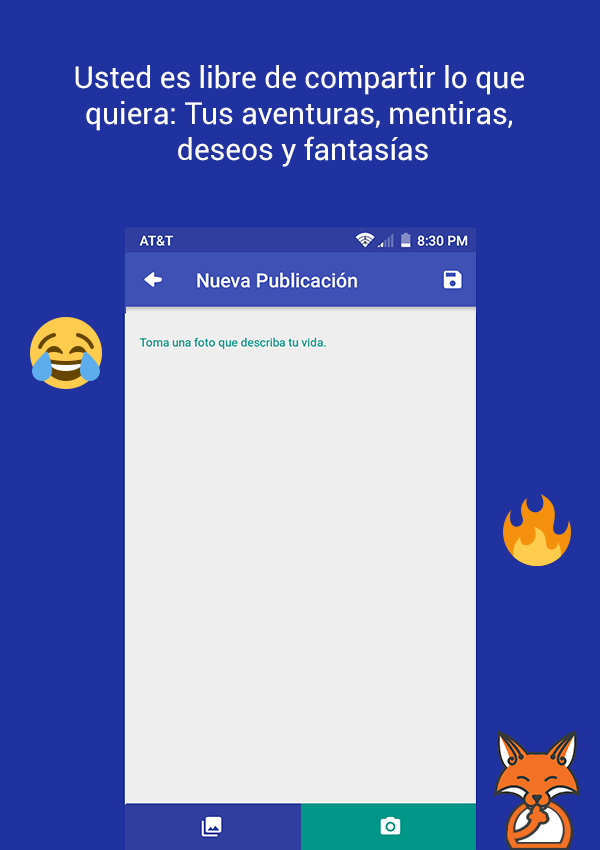 Usted es libre de compartir lo que
quiera: Tus aventuras, mentiras,
deseos y fantasías
AT&T 8:30 PM
Nueva Publicación
Toma una foto que describa tu vida.